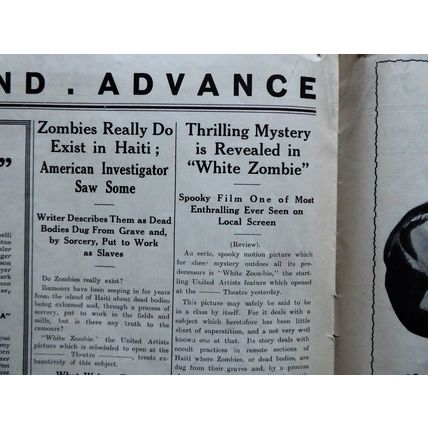 ND . ADVANCE
Zombies Really Do
Exist in Haiti ;
American Investigator
Saw Some
Writer Describes Them as Dead
Bodies Dug From Grave and,
by Sorcery, Put to Work
as Slaves
Do Zombies really exist?
Rumours have been seeping in for years
from the island of Haiti about dead bodies
being exhumed and, through a process of
sorcery, put to work in the fields and
mills, but is there any truth to the
rumours?
"White Zombie," the United Artists
picture which is scheduled to open at the
Theatre, treats ex-
haustively of this subject.
Thrilling Mystery
is Revealed in
"White Zombie"
Spooky Film One of Most
Enthralling Ever Seen on
Local Screen
(Review).
An eerie, spooky motion picture which
for sheer mystery outdoes all its pre-
decessors is "White Zombie," the start-
ling United Artists feature which opened
at the Theatre yesterday.
This picture may safely be said to be
in a class by itself. For it deals with
a subject which heretofore has been little
short of superstition, and a not very well
known one at that. Its story deals with
occult practices in remote sections of
Haiti where Zombies, or dead bodies, are
dug from their graves and, by a process